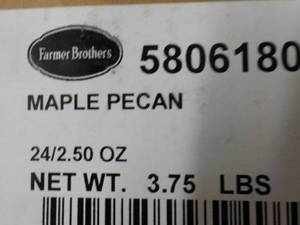 Farmer Brothers
5806180
MAPLE PECAN
24/2.50 OZ
NET WT. 3.75 LBS